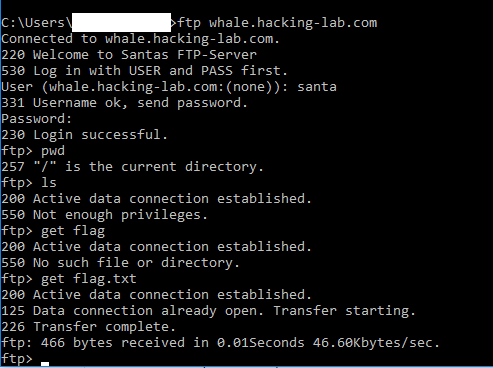 C:\Users\ >ftp whale.hacking-lab.com
Connected to whale.hacking-lab.com.
220 Welcome to Santas FTP-Server
530 Log in with USER and PASS first.
User (whale.hacking-lab.com:(none)): santa
331 Username ok, send password.
Password:
230 Login successful.
ftp> pwd
257 "/" is the current directory.
ftp> ls
200 Active data connection established.
550 Not enough privileges.
ftp> get flag
200 Active data connection established.
550 No such file or directory.
ftp> get flag.txt
200 Active data connection established.
125 Data connection already open. Transfer starting.
226 Transfer complete.
ftp: 466 bytes received in 0.01Seconds 46.60Kbytes/sec.
ftp>